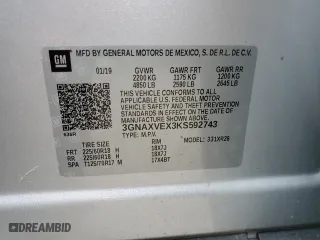 GM
MFD BY GENERAL MOTORS DE MEXICO, S. DE R.L. DE C.V.
01/19 GVWR GAWR FRT GAWR RR
2200 KG 1175 KG 1200 KG
4850 LB 2590 LB 2645 LB
THIS VEHICLE CONFORMS TO ALL APPLICABLE U.S.
FEDERAL MOTOR VEHICLE SAFETY, BUMPER, AND
THEFT PREVENTION STANDARDS IN EFFECT ON
THE DATE OF MANUFACTURE SHOWN ABOVE.
3GNAXVEX3KS592743
TYPE: M.P.V. MODEL: 331XR26
TIRE SIZE RIM
FRT 225/60R18 H 18X7J
RR 225/60R18 H 18X7J
SPA T125/70R17 M 17X4BT
AutoBidMaster